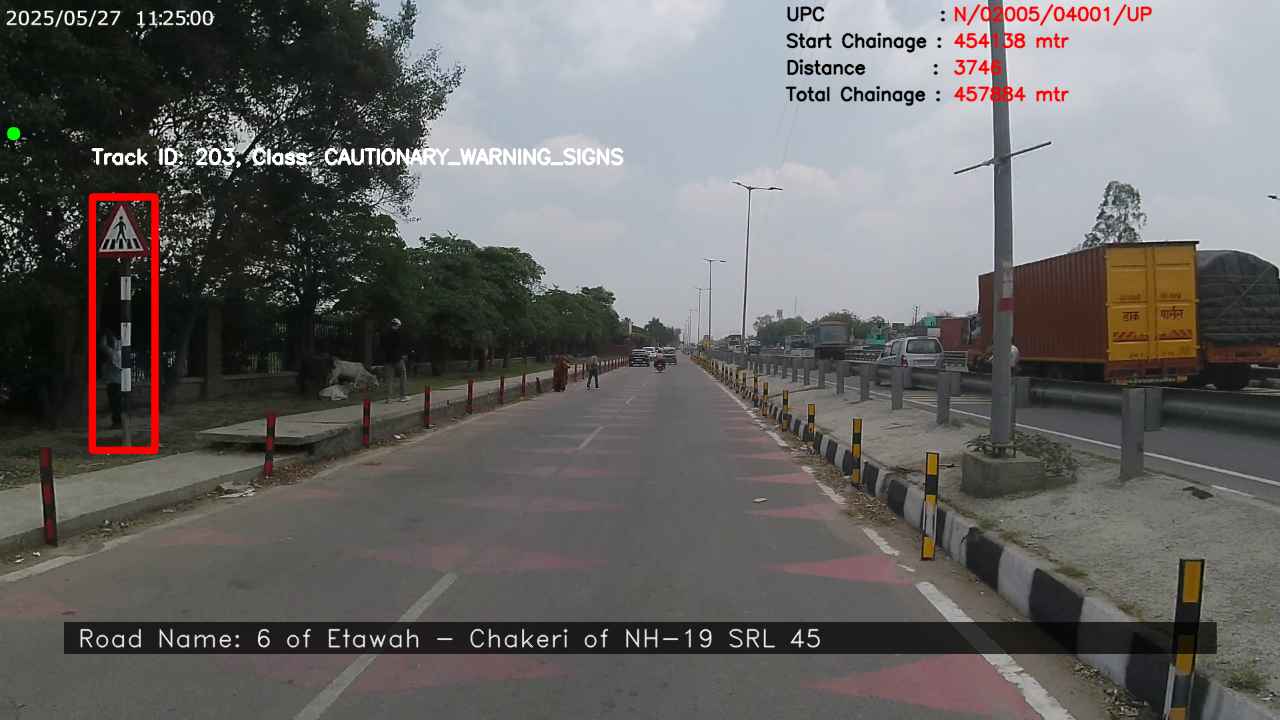 2025/05/27 11:25:00
UPC : N/02005/04001/UP
Start Chainage : 454138 mtr
Distance : 3746
Total Chainage : 457884 mtr
Track ID: 203, Class: CAUTIONARY_WARNING_SIGNS
डाक पार्सल
Road Name: 6 of Etawah - Chakeri of NH-19 SRL 45